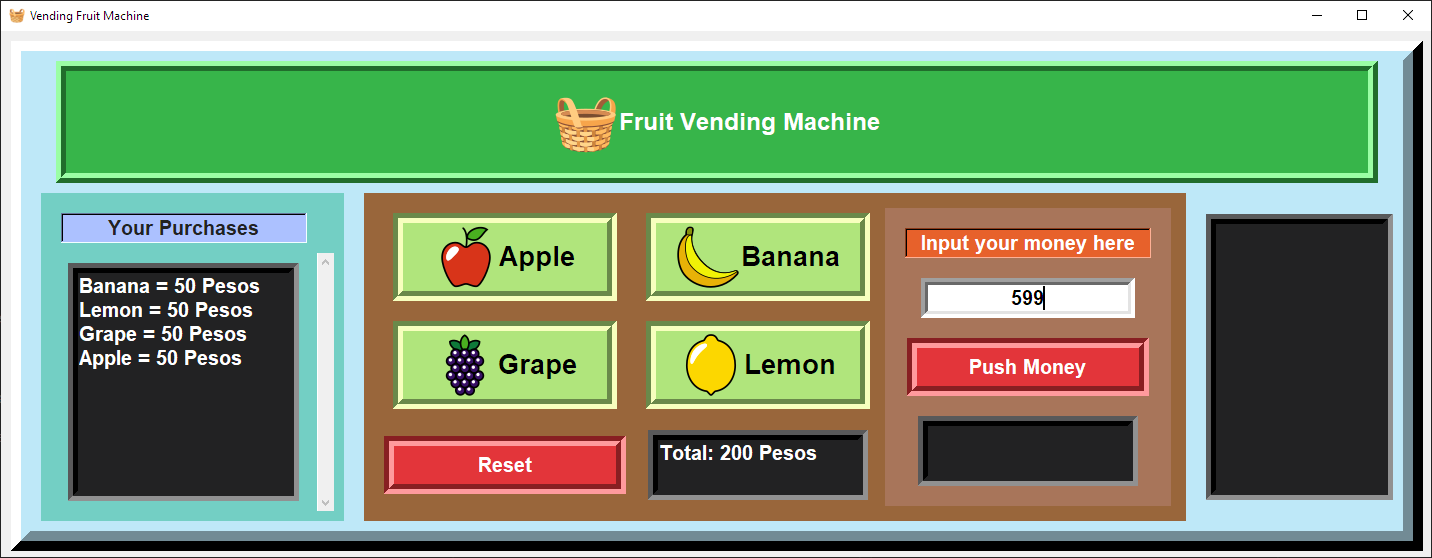 Vending Fruit Machine
Fruit Vending Machine
Your Purchases
Banana = 50 Pesos
Lemon = 50 Pesos
Grape = 50 Pesos
Apple = 50 Pesos
Apple
Banana
Grape
Lemon
Reset
Total: 200 Pesos
Input your money here
599
Push Money